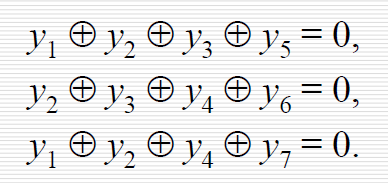 y₁ ⊕ y₂ ⊕ y₃ ⊕ y₅ = 0,
y₂ ⊕ y₃ ⊕ y₄ ⊕ y₆ = 0,
y₁ ⊕ y₂ ⊕ y₄ ⊕ y₇ = 0.